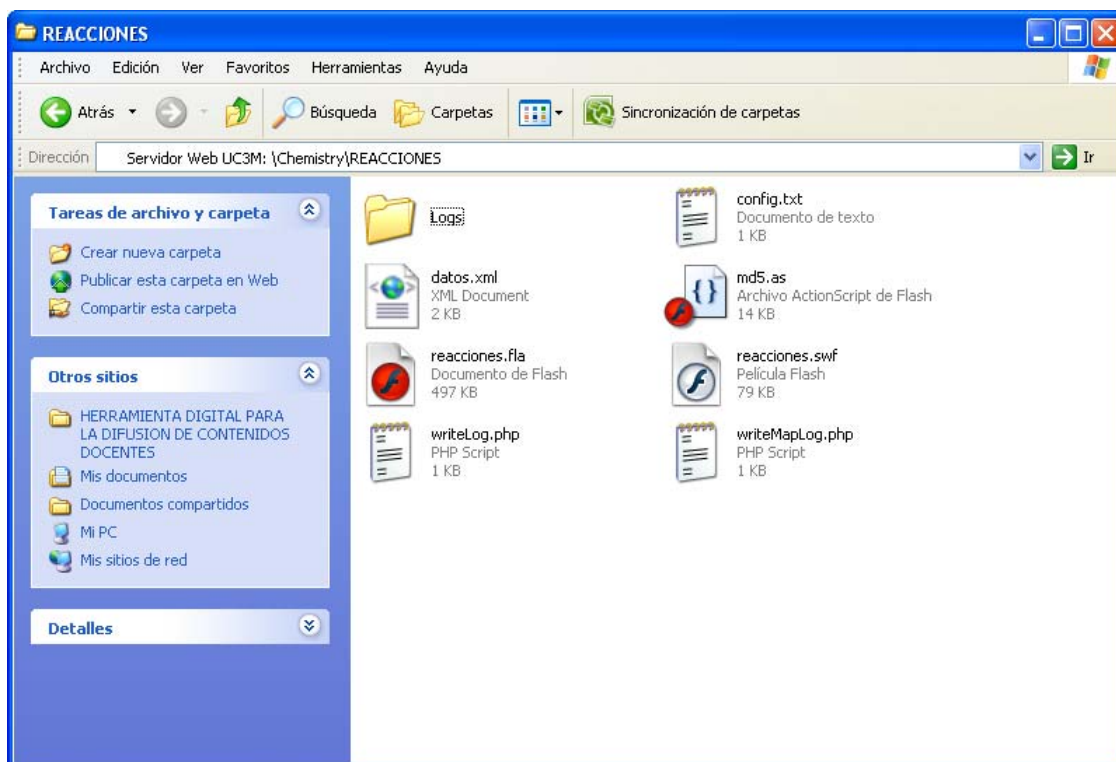 REACCIONES
Archivo Edición Ver Favoritos Herramientas Ayuda
Atrás Búsqueda Carpetas Sincronización de carpetas
Dirección Servidor Web UC3M: \Chemistry\REACCIONES Ir
Tareas de archivo y carpeta
Crear nueva carpeta
Publicar esta carpeta en Web
Compartir esta carpeta
Otros sitios
HERRAMIENTA DIGITAL PARA
LA DIFUSION DE CONTENIDOS
DOCENTES
Mis documentos
Documentos compartidos
Mi PC
Mis sitios de red
Detalles
Logs
config.txt
Documento de texto
1 KB
datos.xml
XML Document
2 KB
md5.as
Archivo ActionScript de Flash
14 KB
reacciones.fla
Documento de Flash
497 KB
reacciones.swf
Película Flash
79 KB
writeLog.php
PHP Script
1 KB
writeMapLog.php
PHP Script
1 KB